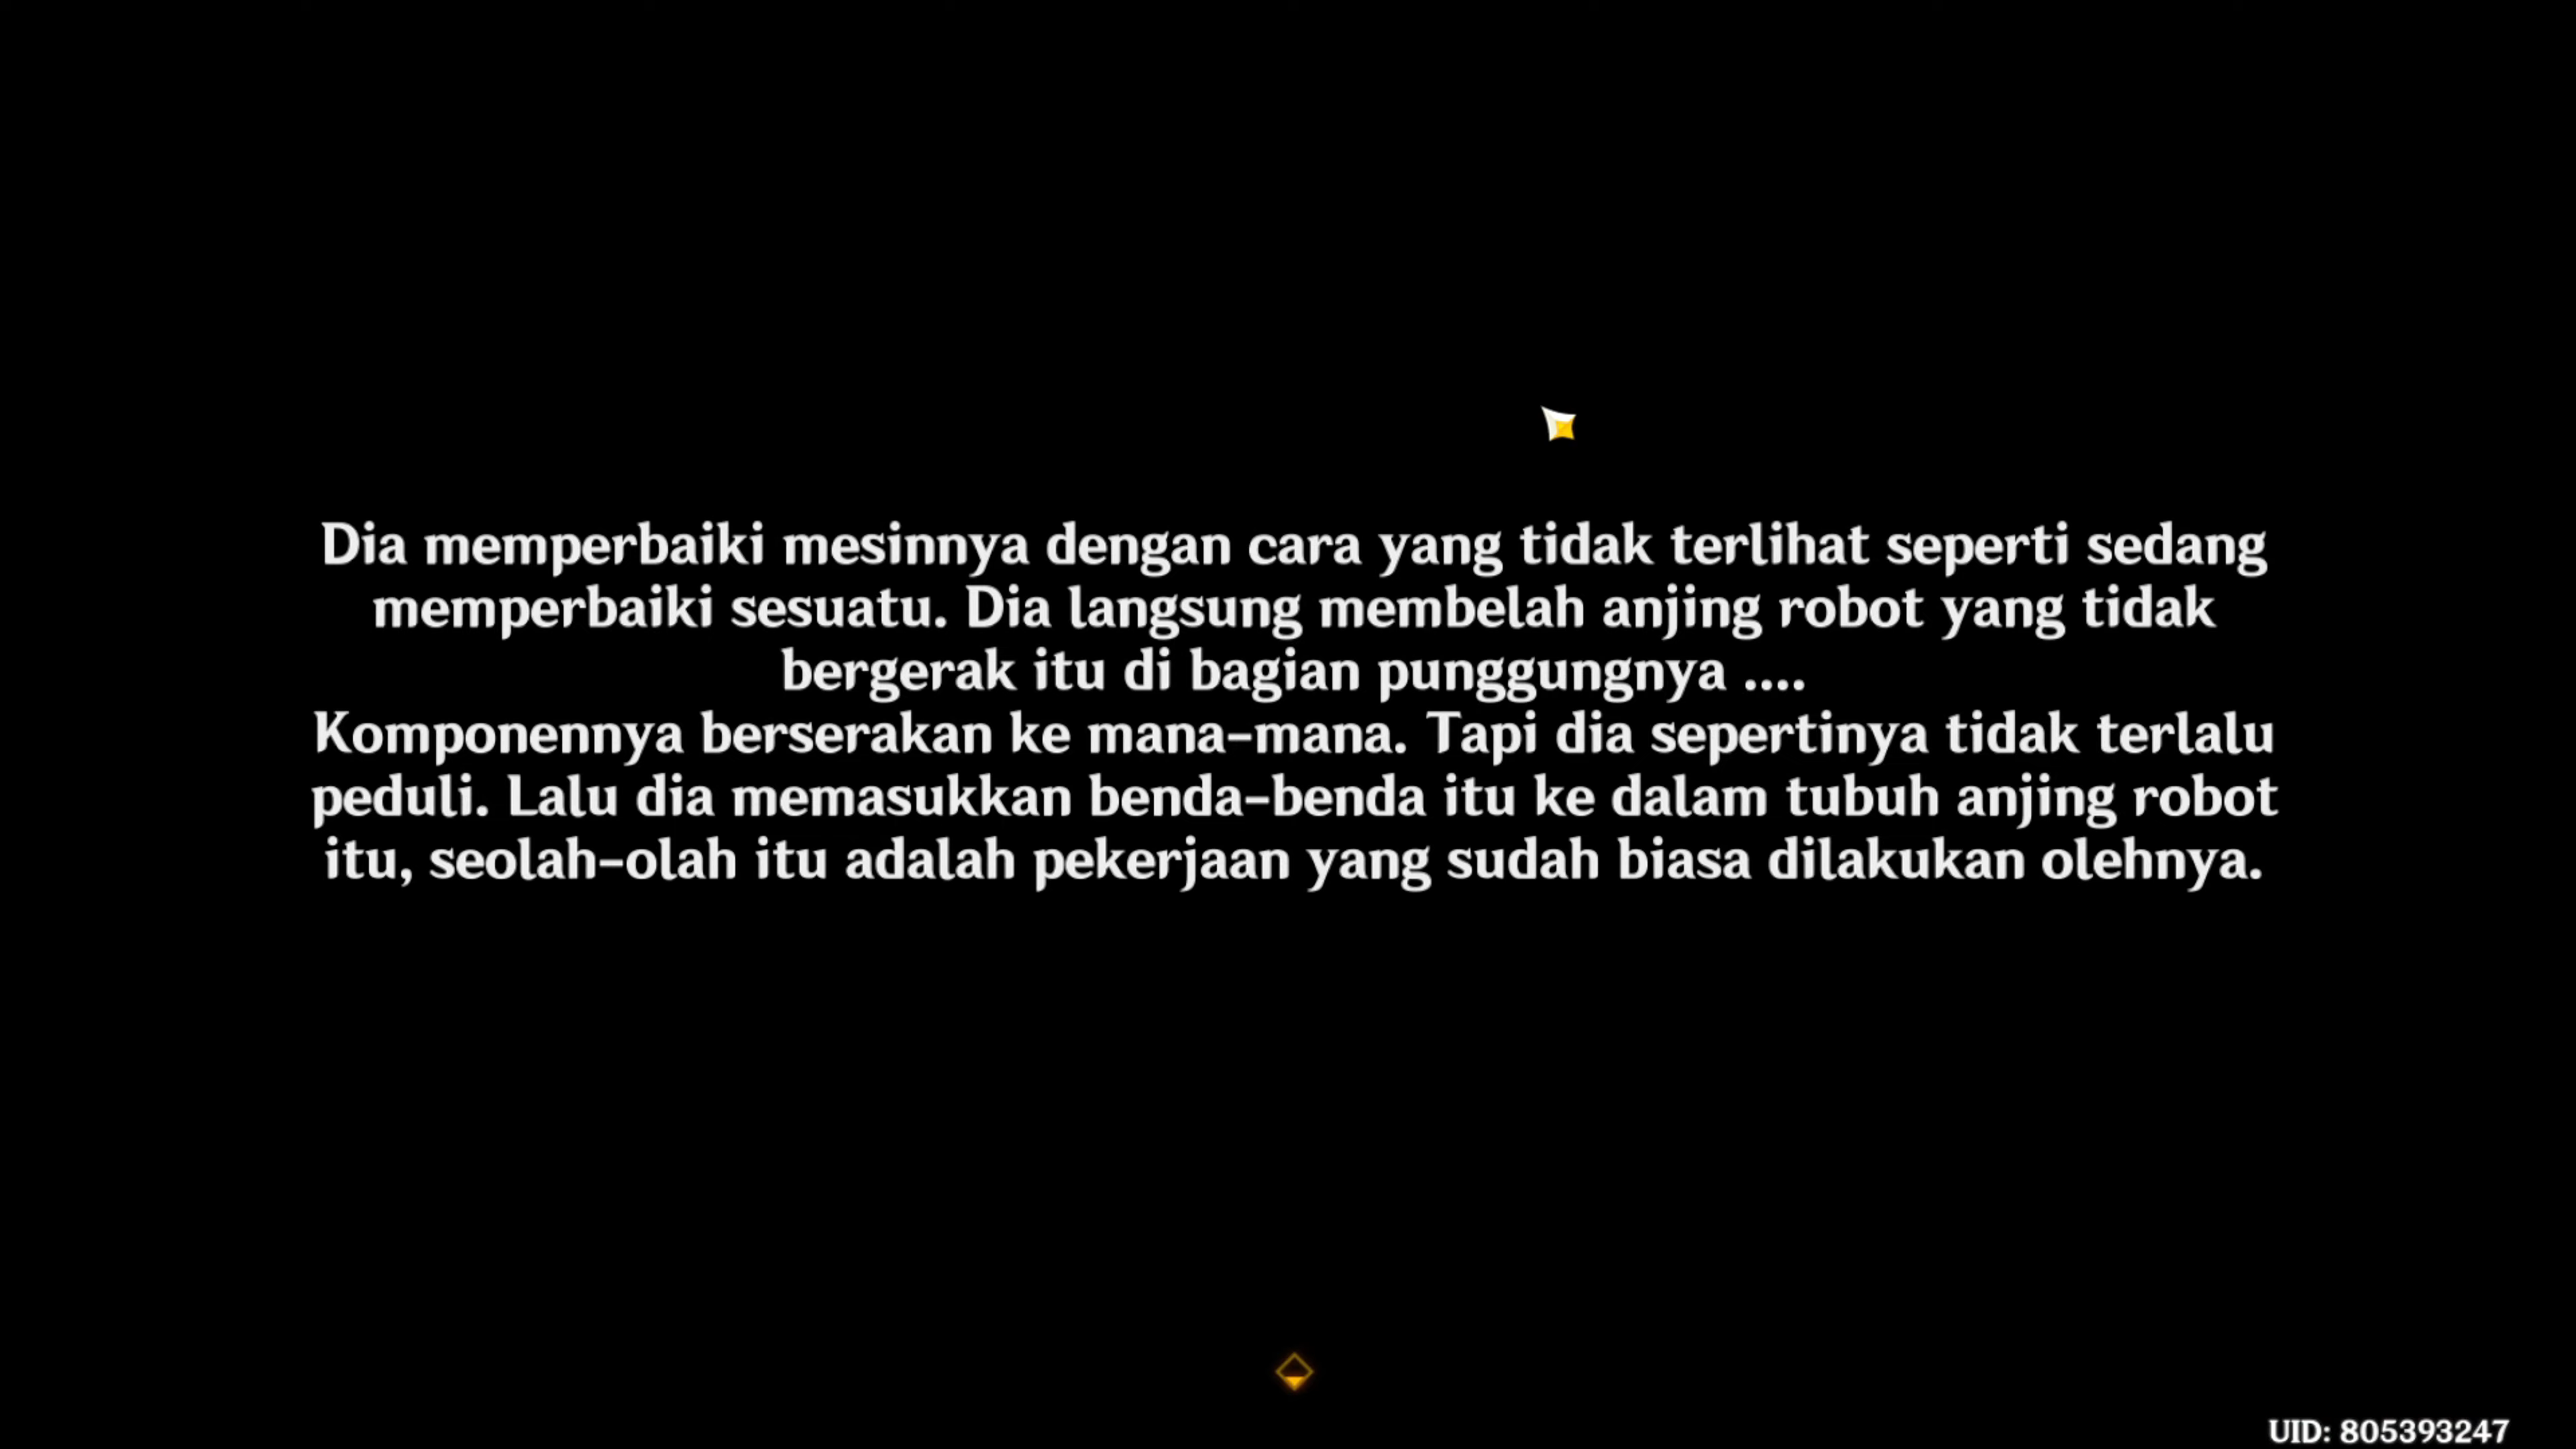 Dia memperbaiki mesinnya dengan cara yang tidak terlihat seperti sedang
memperbaiki sesuatu. Dia langsung membelah anjing robot yang tidak
bergerak itu di bagian punggungnya ....
Komponennya berserakan ke mana-mana. Tapi dia sepertinya tidak terlalu
peduli. Lalu dia memasukkan benda-benda itu ke dalam tubuh anjing robot
itu, seolah-olah itu adalah pekerjaan yang sudah biasa dilakukan olehnya.
UID: 805393247